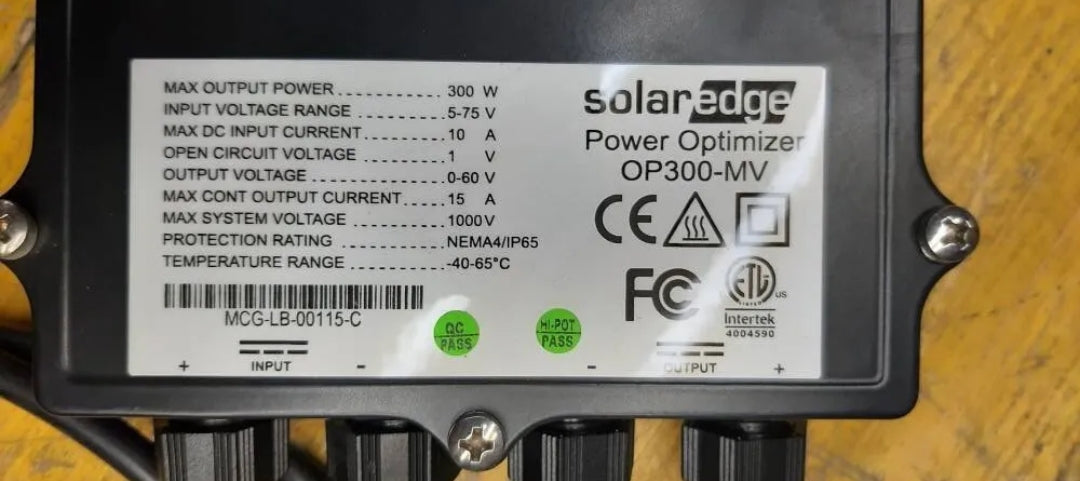 MAX OUTPUT POWER ............ 300 W
INPUT VOLTAGE RANGE ......... 5-75 V
MAX DC INPUT CURRENT ........ 10 A
OPEN CIRCUIT VOLTAGE ........ 1 V
OUTPUT VOLTAGE .............. 0-60 V
MAX CONT OUTPUT CURRENT ..... 15 A
MAX SYSTEM VOLTAGE .......... 1000V
PROTECTION RATING ........... NEMA4/IP65
TEMPERATURE RANGE ........... -40-65°C
MCG-LB-00115-C
solaredge
Power Optimizer
OP300-MV
CE
FC
ETL
LISTED
US
Intertek
4004590
QC
PASS
HI-POT
PASS
+ INPUT -
- OUTPUT +